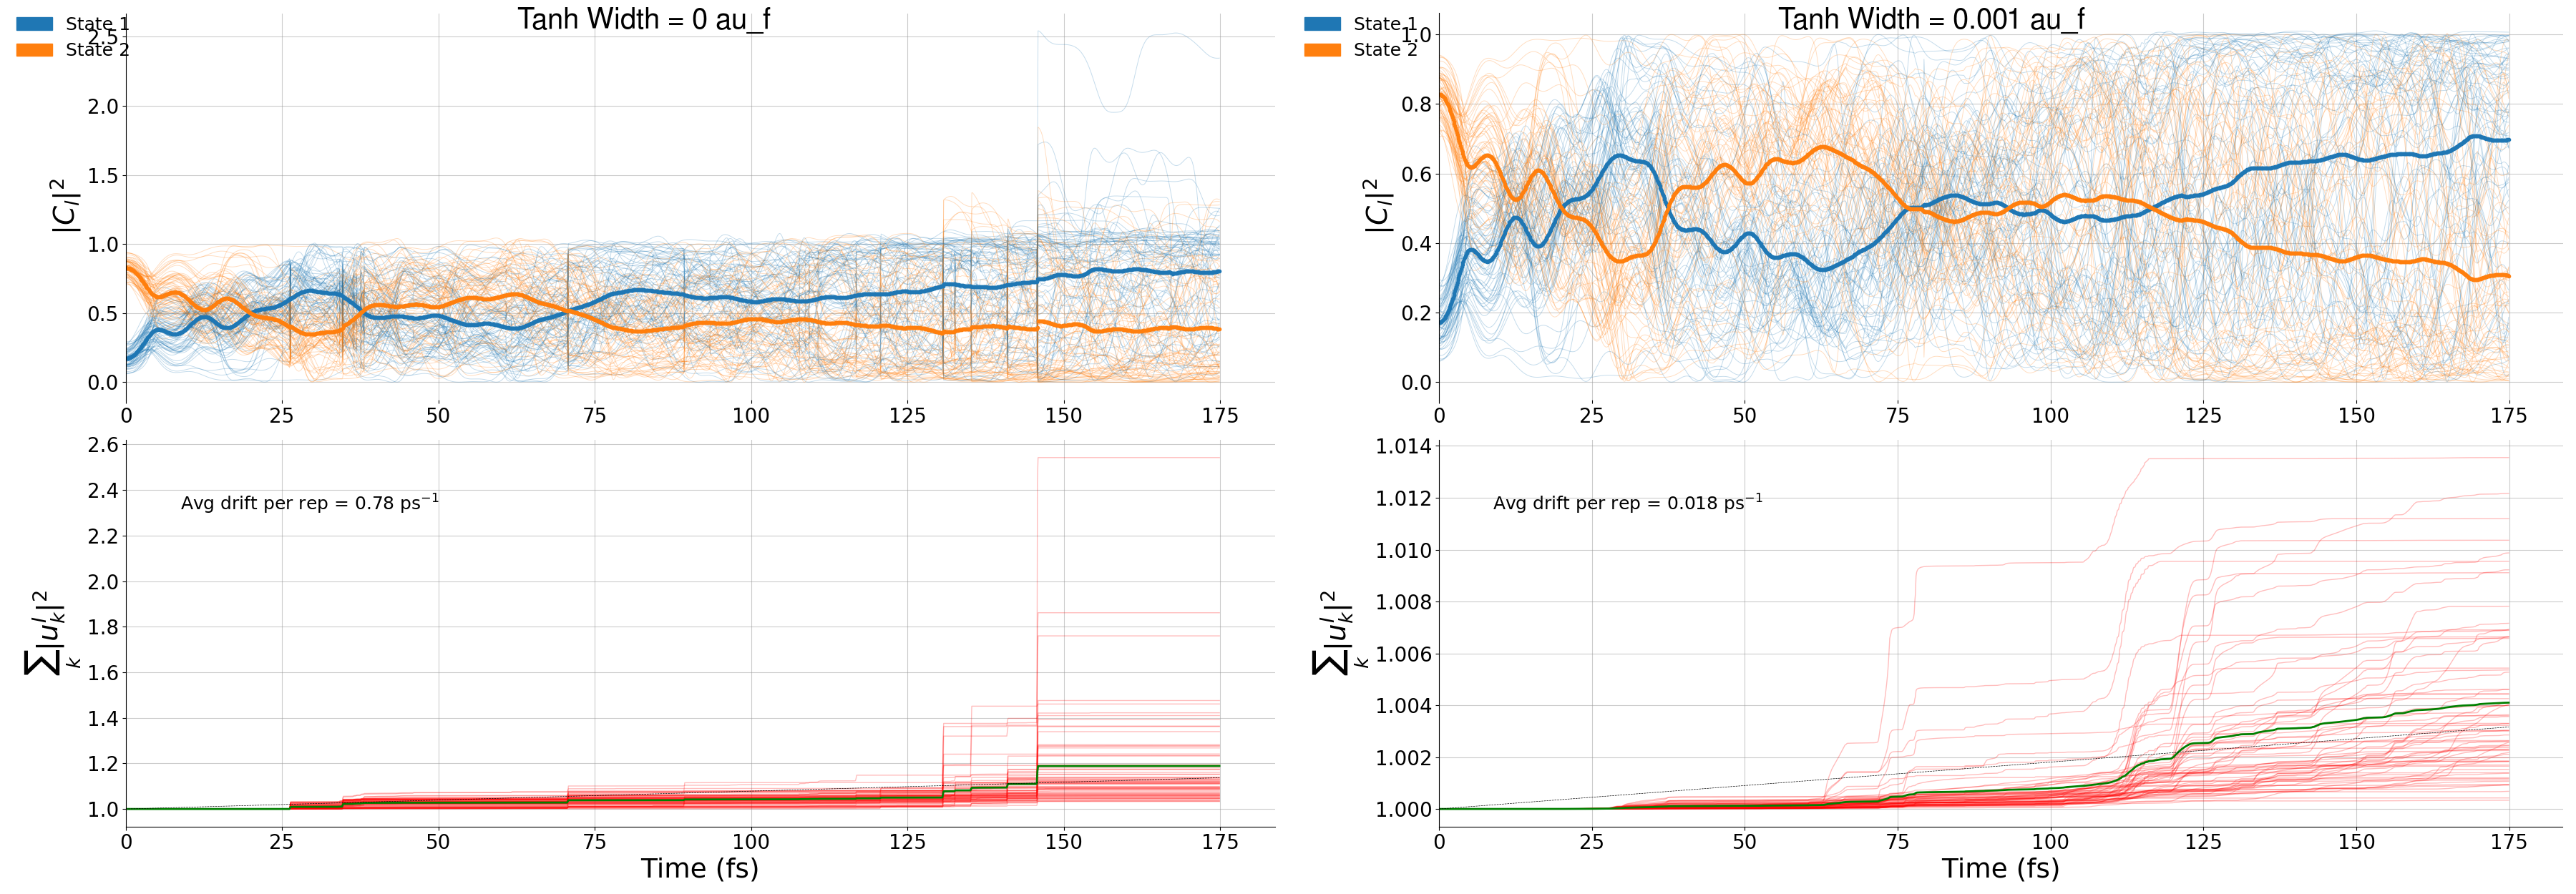 Tanh Width = 0 au_f
State 1
State 2
|C_l|^2
2.5
2.0
1.5
1.0
0.5
0.0
0 25 50 75 100 125 150 175
Avg drift per rep = 0.78 ps^{-1}
\sum_k |u_k^I|^2
2.6
2.4
2.2
2.0
1.8
1.6
1.4
1.2
1.0
0 25 50 75 100 125 150 175
Time (fs)
Tanh Width = 0.001 au_f
State 1
State 2
|C_l|^2
1.0
0.8
0.6
0.4
0.2
0.0
0 25 50 75 100 125 150 175
Avg drift per rep = 0.018 ps^{-1}
\sum_k |u_k^I|^2
1.014
1.012
1.010
1.008
1.006
1.004
1.002
1.000
0 25 50 75 100 125 150 175
Time (fs)